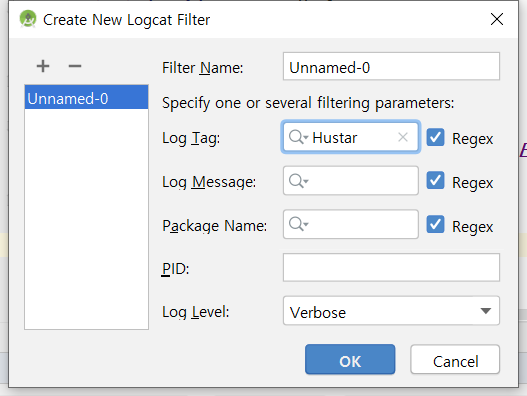 Create New Logcat Filter
Unnamed-0
Filter Name: Unnamed-0
Specify one or several filtering parameters:
Log Tag: Hustar Regex
Log Message: Regex
Package Name: Regex
PID:
Log Level: Verbose
OK Cancel